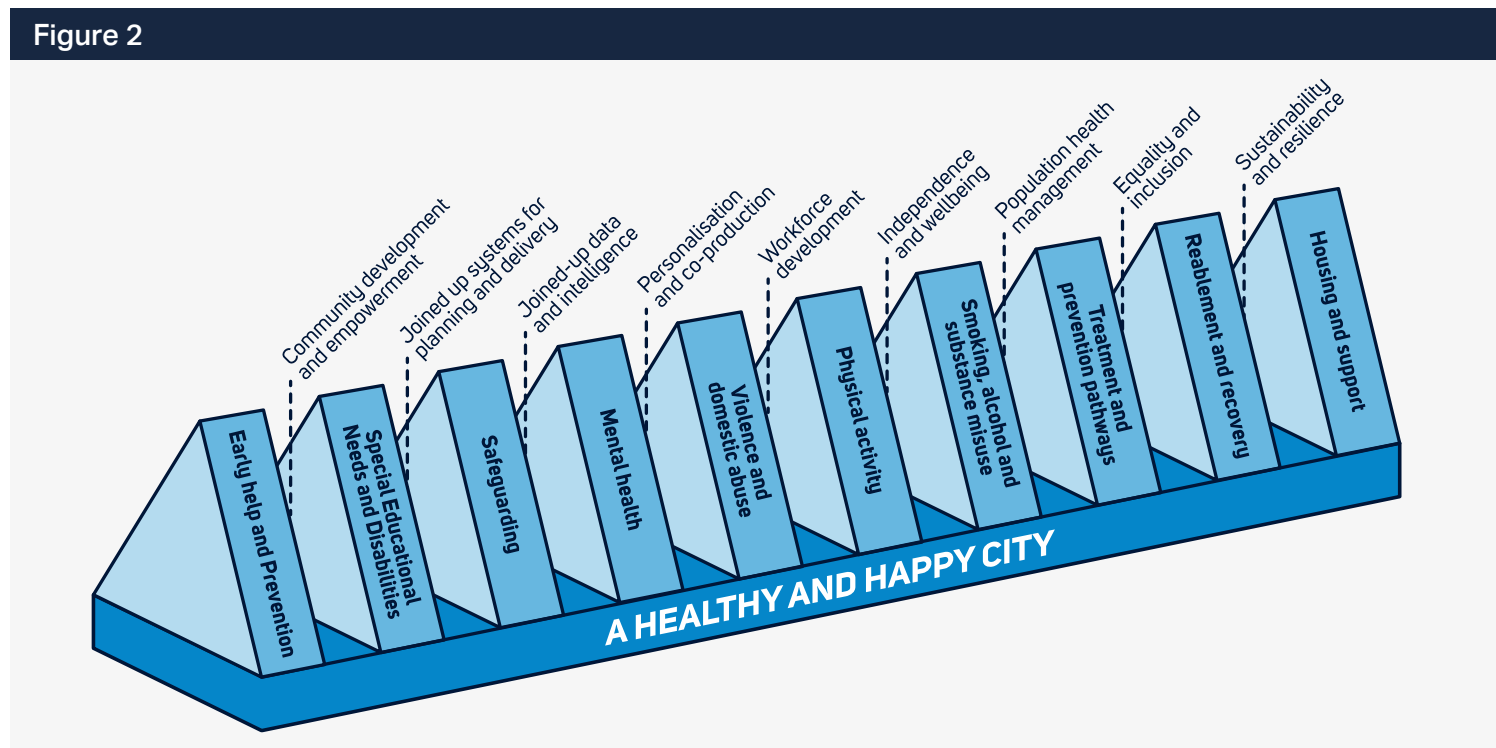 Figure 2
Community development
and empowerment
Joined up systems for
planning and delivery
Joined-up data
and intelligence
Personalisation
and co-production
Workforce
development
Independence
and wellbeing
Population health
management
Equality and
inclusion
Sustainability
and resilience
Early help and Prevention
Special Educational
Needs and Disabilities
Safeguarding
Mental health
Violence and
domestic abuse
Physical activity
Smoking, alcohol and
substance misuse
Treatment and
prevention pathways
Reablement and recovery
Housing and support
A HEALTHY AND HAPPY CITY